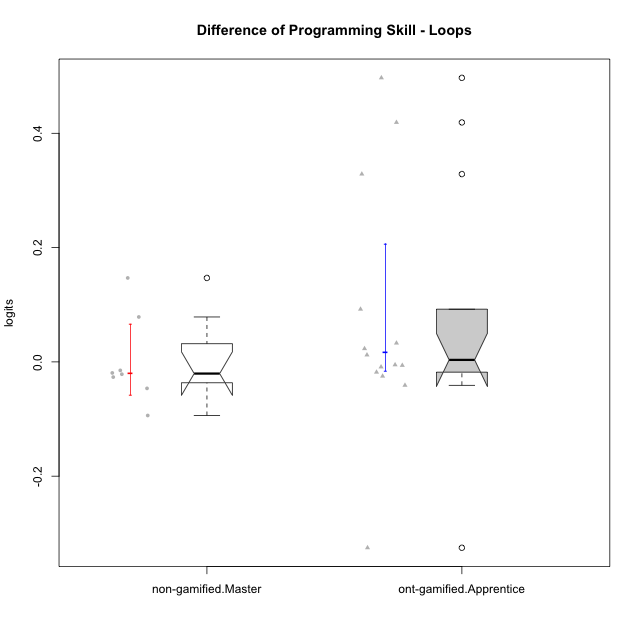 Difference of Programming Skill - Loops
logits
0.4
0.2
0.0
-0.2
non-gamified.Master
ont-gamified.Apprentice